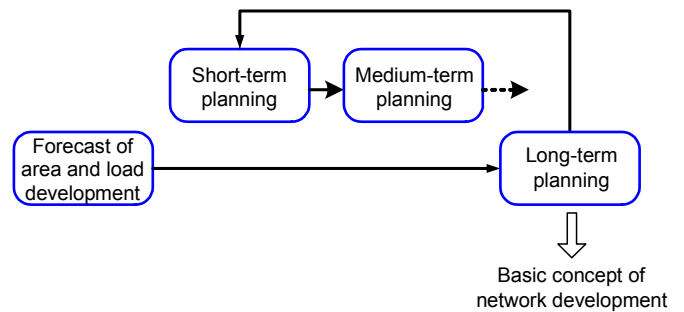 Short-term
planning
Medium-term
planning
Forecast of
area and load
development
Long-term
planning
Basic concept of
network development